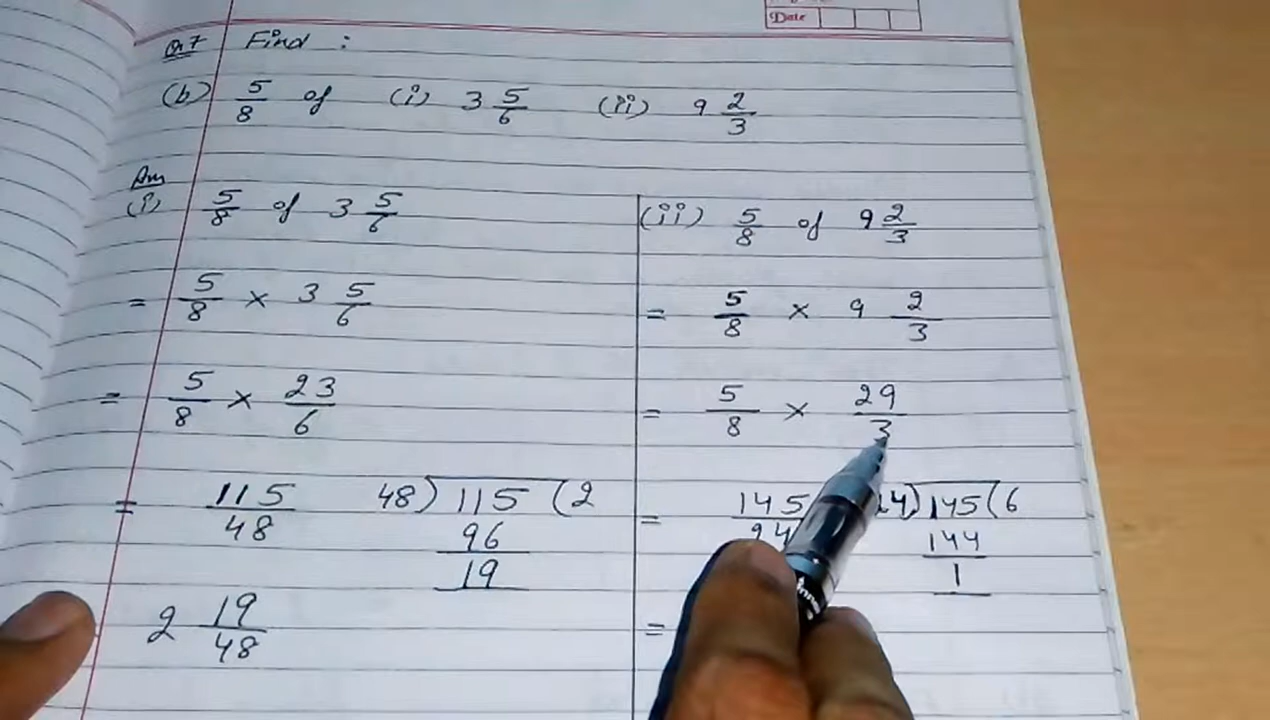 Date
Qn 7 Find :
(b) 5/8 of (i) 3 5/6 (ii) 9 2/3
Ans
(i) 5/8 of 3 5/6
= 5/8 × 3 5/6
= 5/8 × 23/6
= 115/48 48) 115 (2
96
19
2 19/48
(ii) 5/8 of 9 2/3
= 5/8 × 9 2/3
= 5/8 × 29/3
= 145/24 24) 145 (6
144
1
=